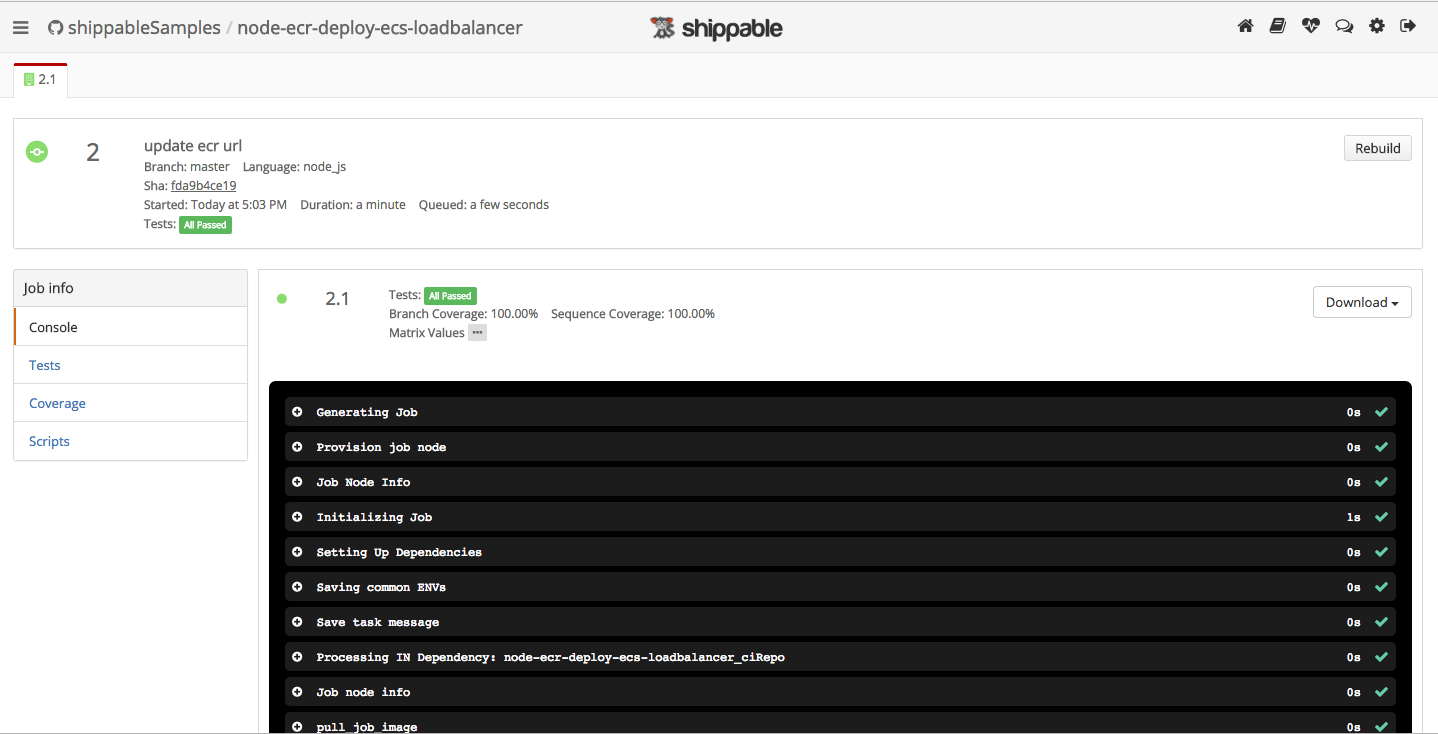 shippableSamples / node-ecr-deploy-ecs-loadbalancer
shippable
2.1
2
update ecr url
Rebuild
Branch: master Language: node_js
Sha: fda9b4ce19
Started: Today at 5:03 PM Duration: a minute Queued: a few seconds
Tests: All Passed
Job info
Console
Tests
Coverage
Scripts
2.1
Tests: All Passed
Branch Coverage: 100.00% Sequence Coverage: 100.00%
Matrix Values ...
Download
Generating Job 0s
Provision job node 0s
Job Node Info 0s
Initializing Job 1s
Setting Up Dependencies 0s
Saving common ENVs 0s
Save task message 0s
Processing IN Dependency: node-ecr-deploy-ecs-loadbalancer_ciRepo 0s
Job node info 0s
pull_job_image 0s